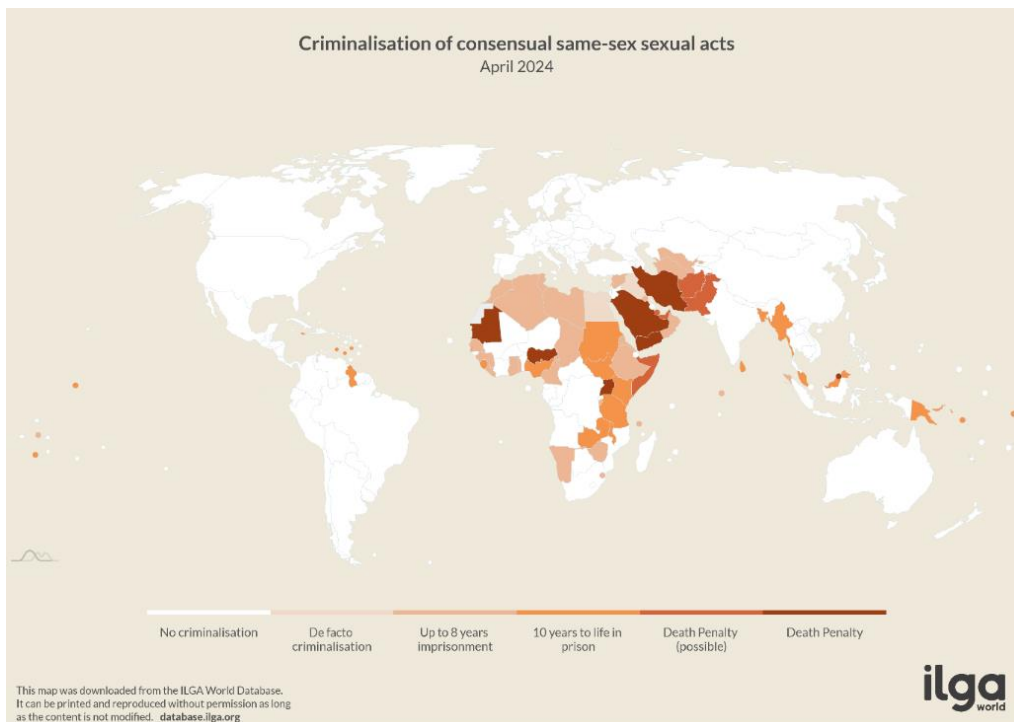 Criminalisation of consensual same-sex sexual acts
April 2024
No criminalisation
De facto
criminalisation
Up to 8 years
imprisonment
10 years to life in
prison
Death Penalty
(possible)
Death Penalty
This map was downloaded from the ILGA World Database.
It can be printed and reproduced without permission as long
as the content is not modified. database.ilga.org
ilga
world